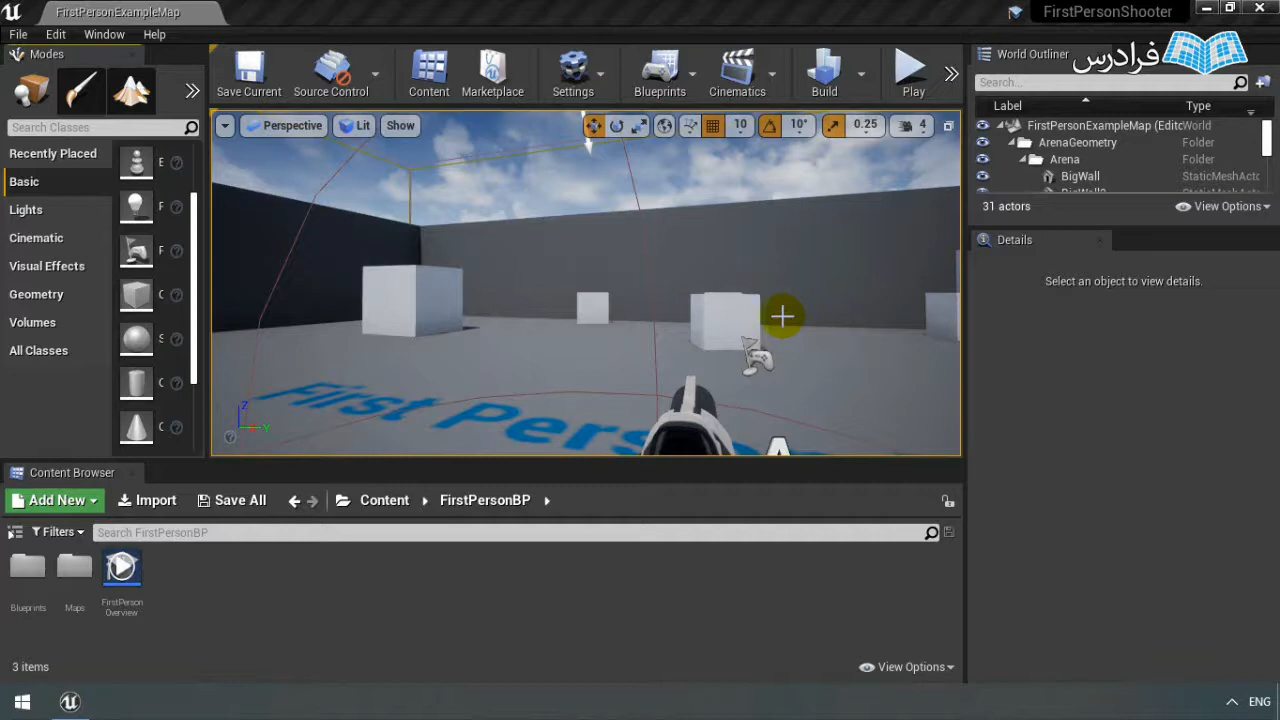 FirstPersonExampleMap
FirstPersonShooter
File Edit Window Help
Modes
Search Classes
Recently Placed
Basic
Lights
Cinematic
Visual Effects
Geometry
Volumes
All Classes
E
F
F
C
S
C
C
Save Current
Source Control
Content
Marketplace
Settings
Blueprints
Cinematics
Build
Play
Perspective
Lit
Show
10
10°
0.25
4
First Perso
Z
Y
World Outliner
فرادرس
Search...
Label Type
FirstPersonExampleMap (Editc World
ArenaGeometry Folder
Arena Folder
BigWall StaticMeshActc
BigWall2 StaticMeshActc
31 actors
View Options
Details
Select an object to view details.
Content Browser
Add New
Import
Save All
Content
FirstPersonBP
Filters
Search FirstPersonBP
Blueprints
Maps
FirstPerson
Overview
3 items
View Options
ENG